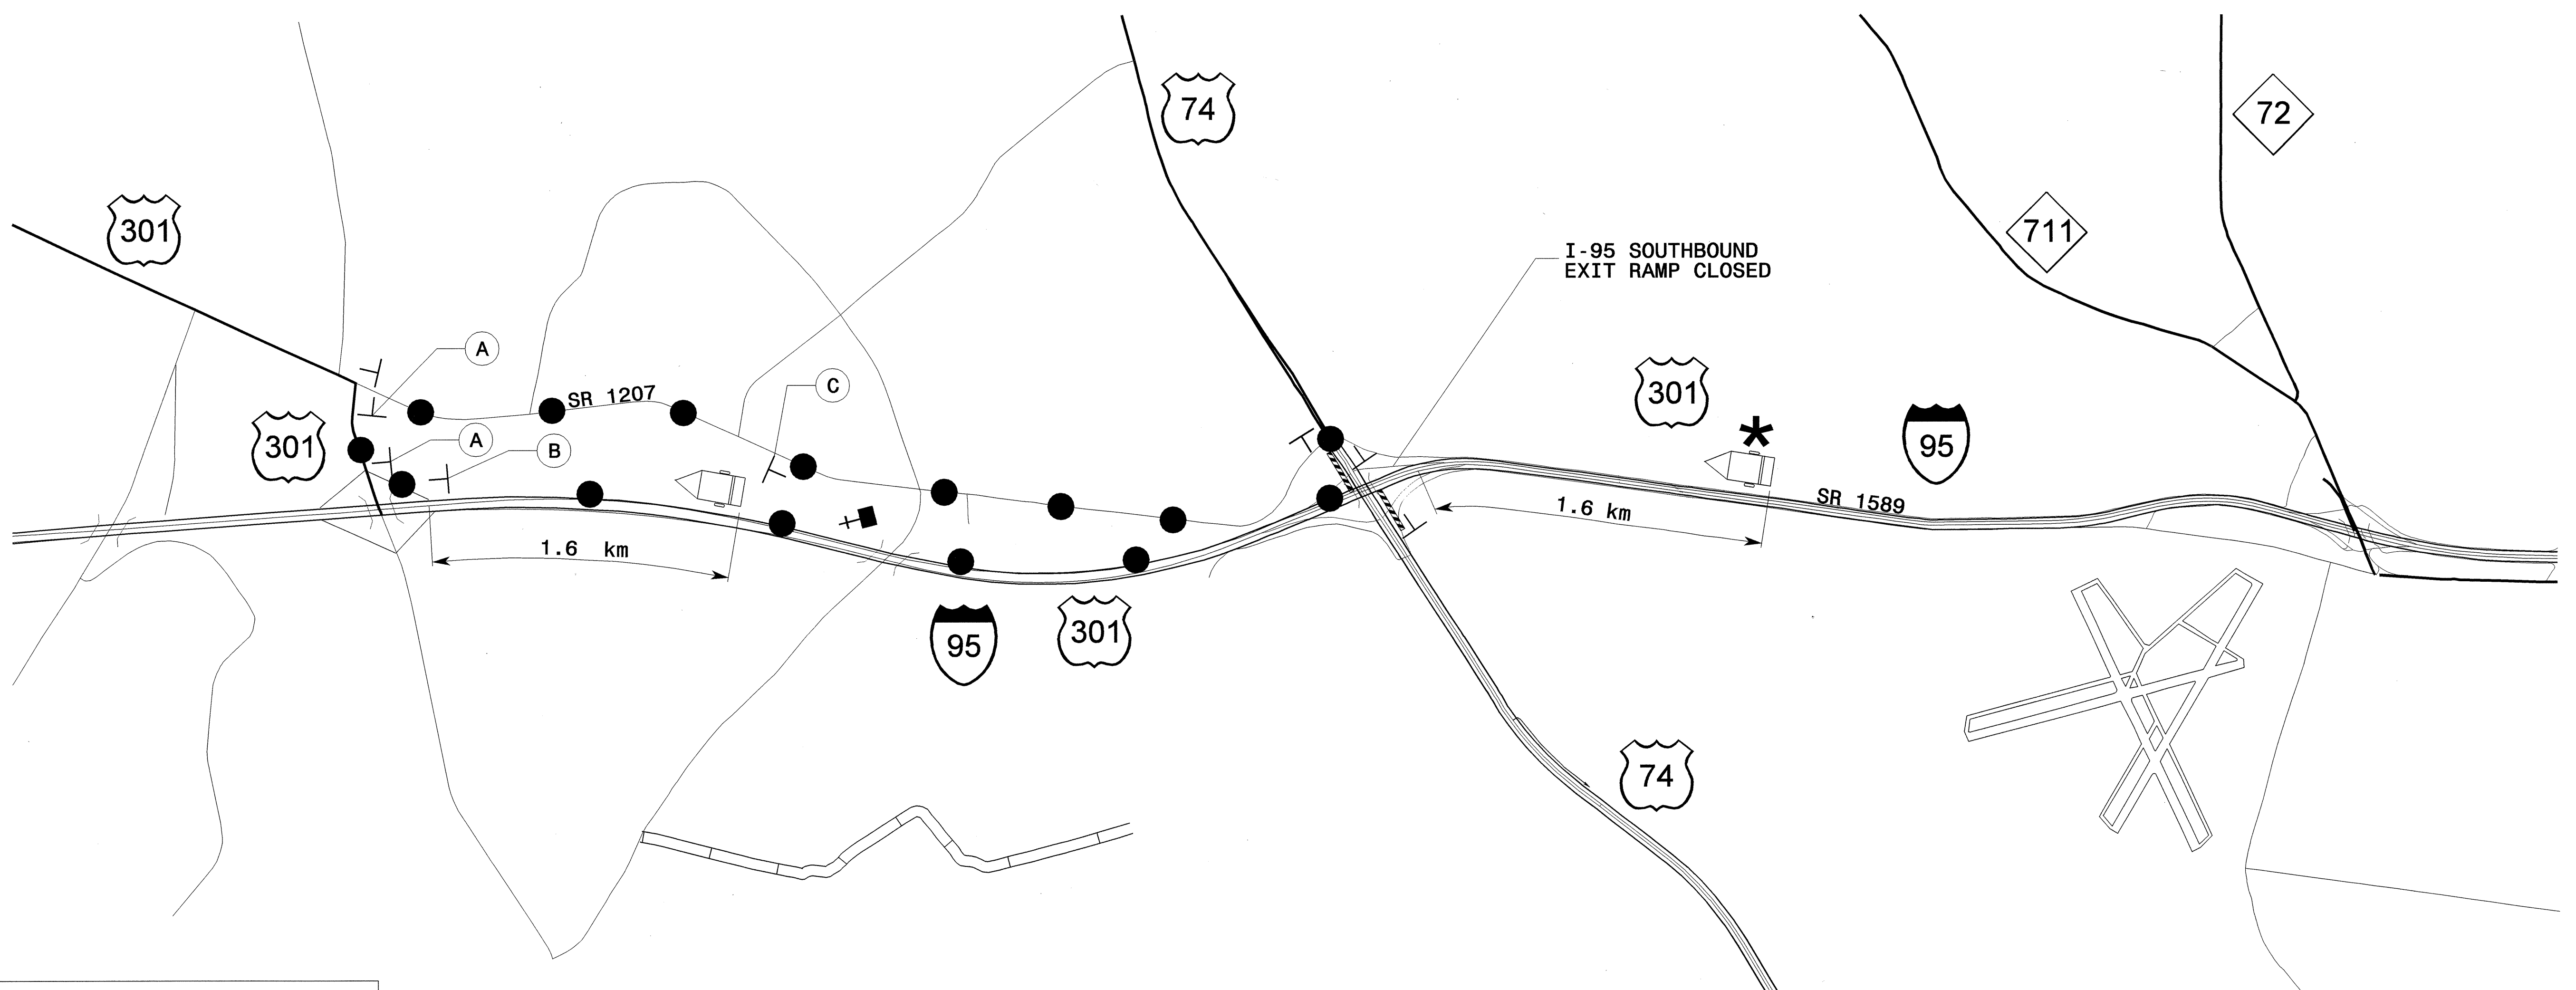 74
72
301
711
I-95 SOUTHBOUND
EXIT RAMP CLOSED
A
C
301
SR 1207
301
*
95
A
B
SR 1589
1.6 km
1.6 km
95
301
74